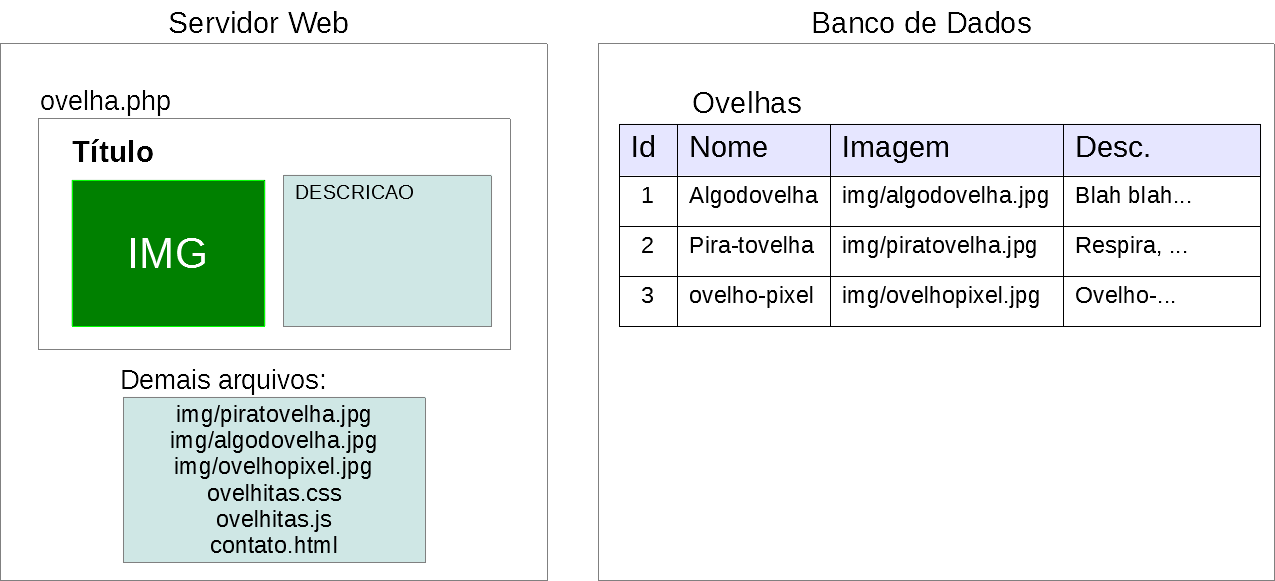 Servidor Web
ovelha.php
Título
IMG
DESCRICAO
Demais arquivos:
img/piratovelha.jpg
img/algodovelha.jpg
img/ovelhopixel.jpg
ovelhitas.css
ovelhitas.js
contato.html
Banco de Dados
Ovelhas
Id Nome Imagem Desc.
1 Algodovelha img/algodovelha.jpg Blah blah...
2 Pira-tovelha img/piratovelha.jpg Respira, ...
3 ovelho-pixel img/ovelhopixel.jpg Ovelho-...